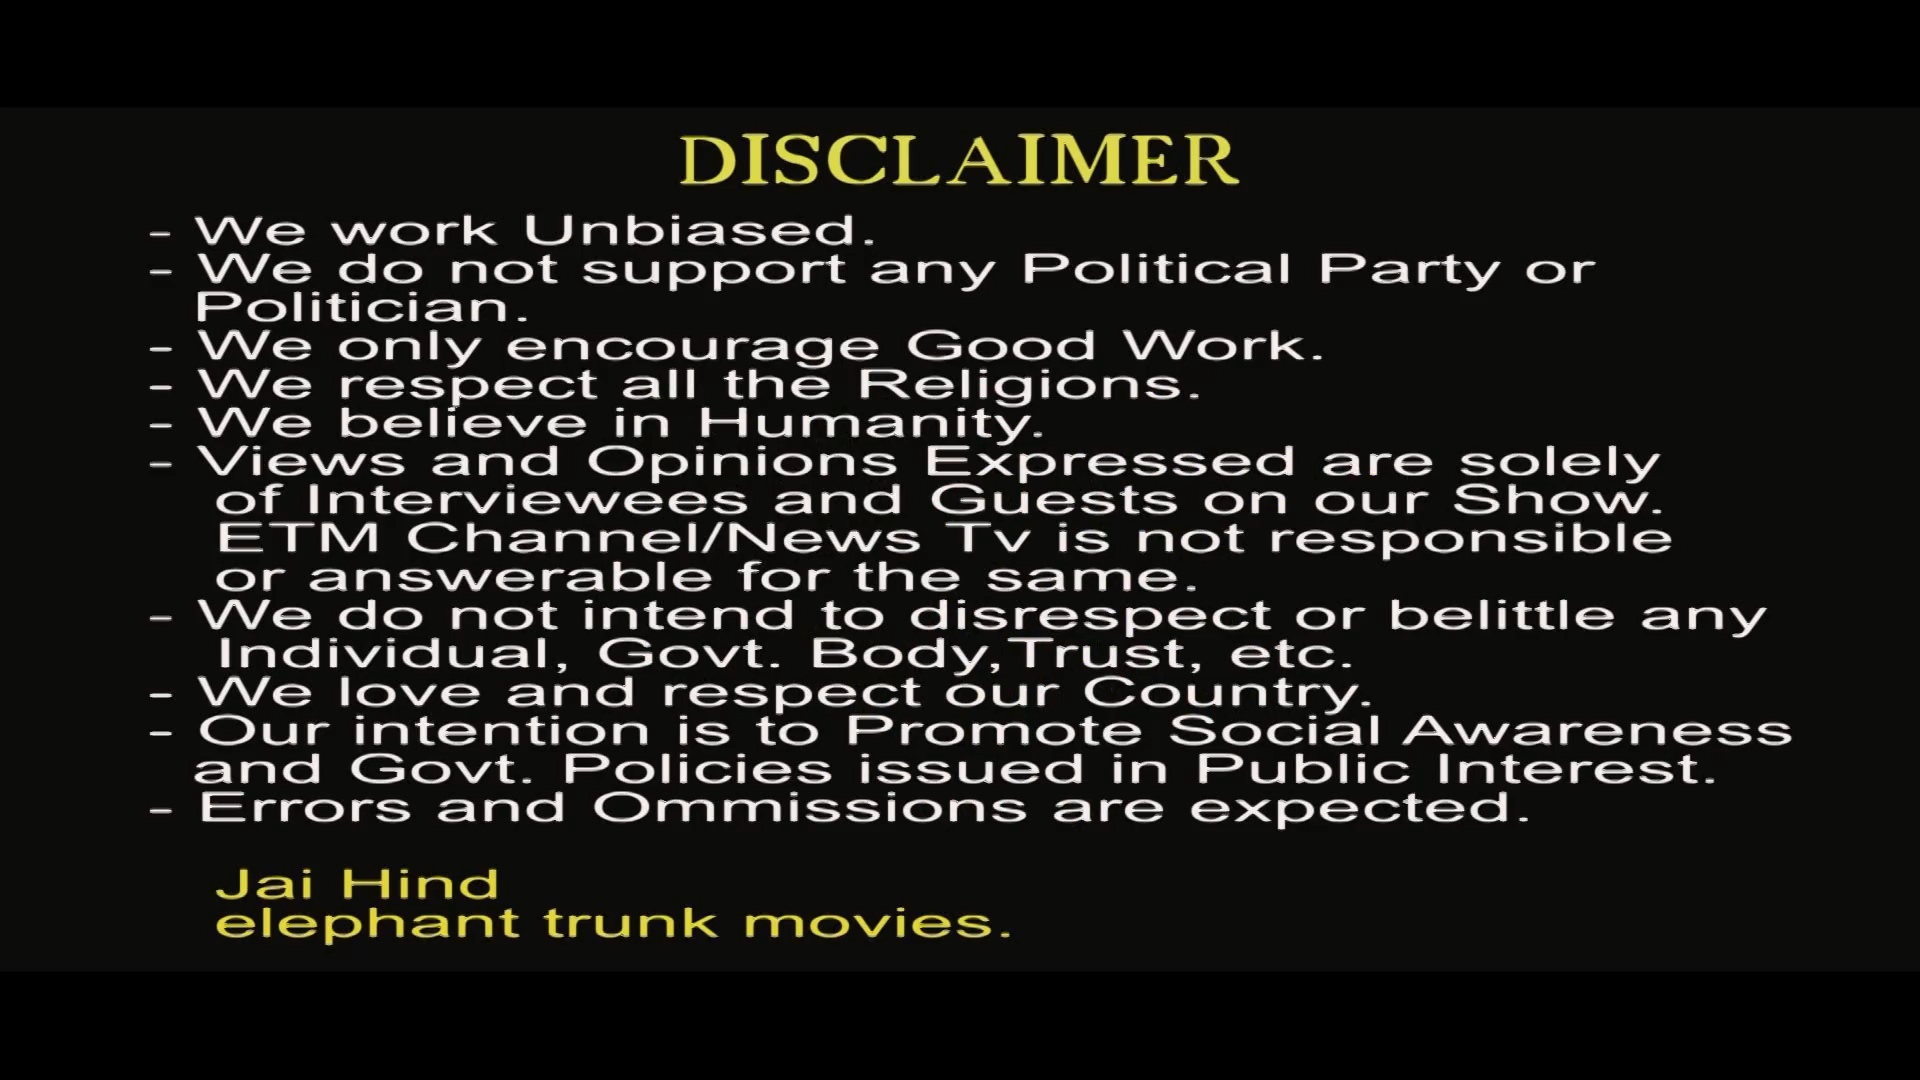 DISCLAIMER
- We work Unbiased.
- We do not support any Political Party or
Politician.
- We only encourage Good Work.
- We respect all the Religions.
- We believe in Humanity.
- Views and Opinions Expressed are solely
of Interviewees and Guests on our Show.
ETM Channel/News Tv is not responsible
or answerable for the same.
- We do not intend to disrespect or belittle any
Individual, Govt. Body,Trust, etc.
- We love and respect our Country.
- Our intention is to Promote Social Awareness
and Govt. Policies issued in Public Interest.
- Errors and Ommissions are expected.
Jai Hind
elephant trunk movies.